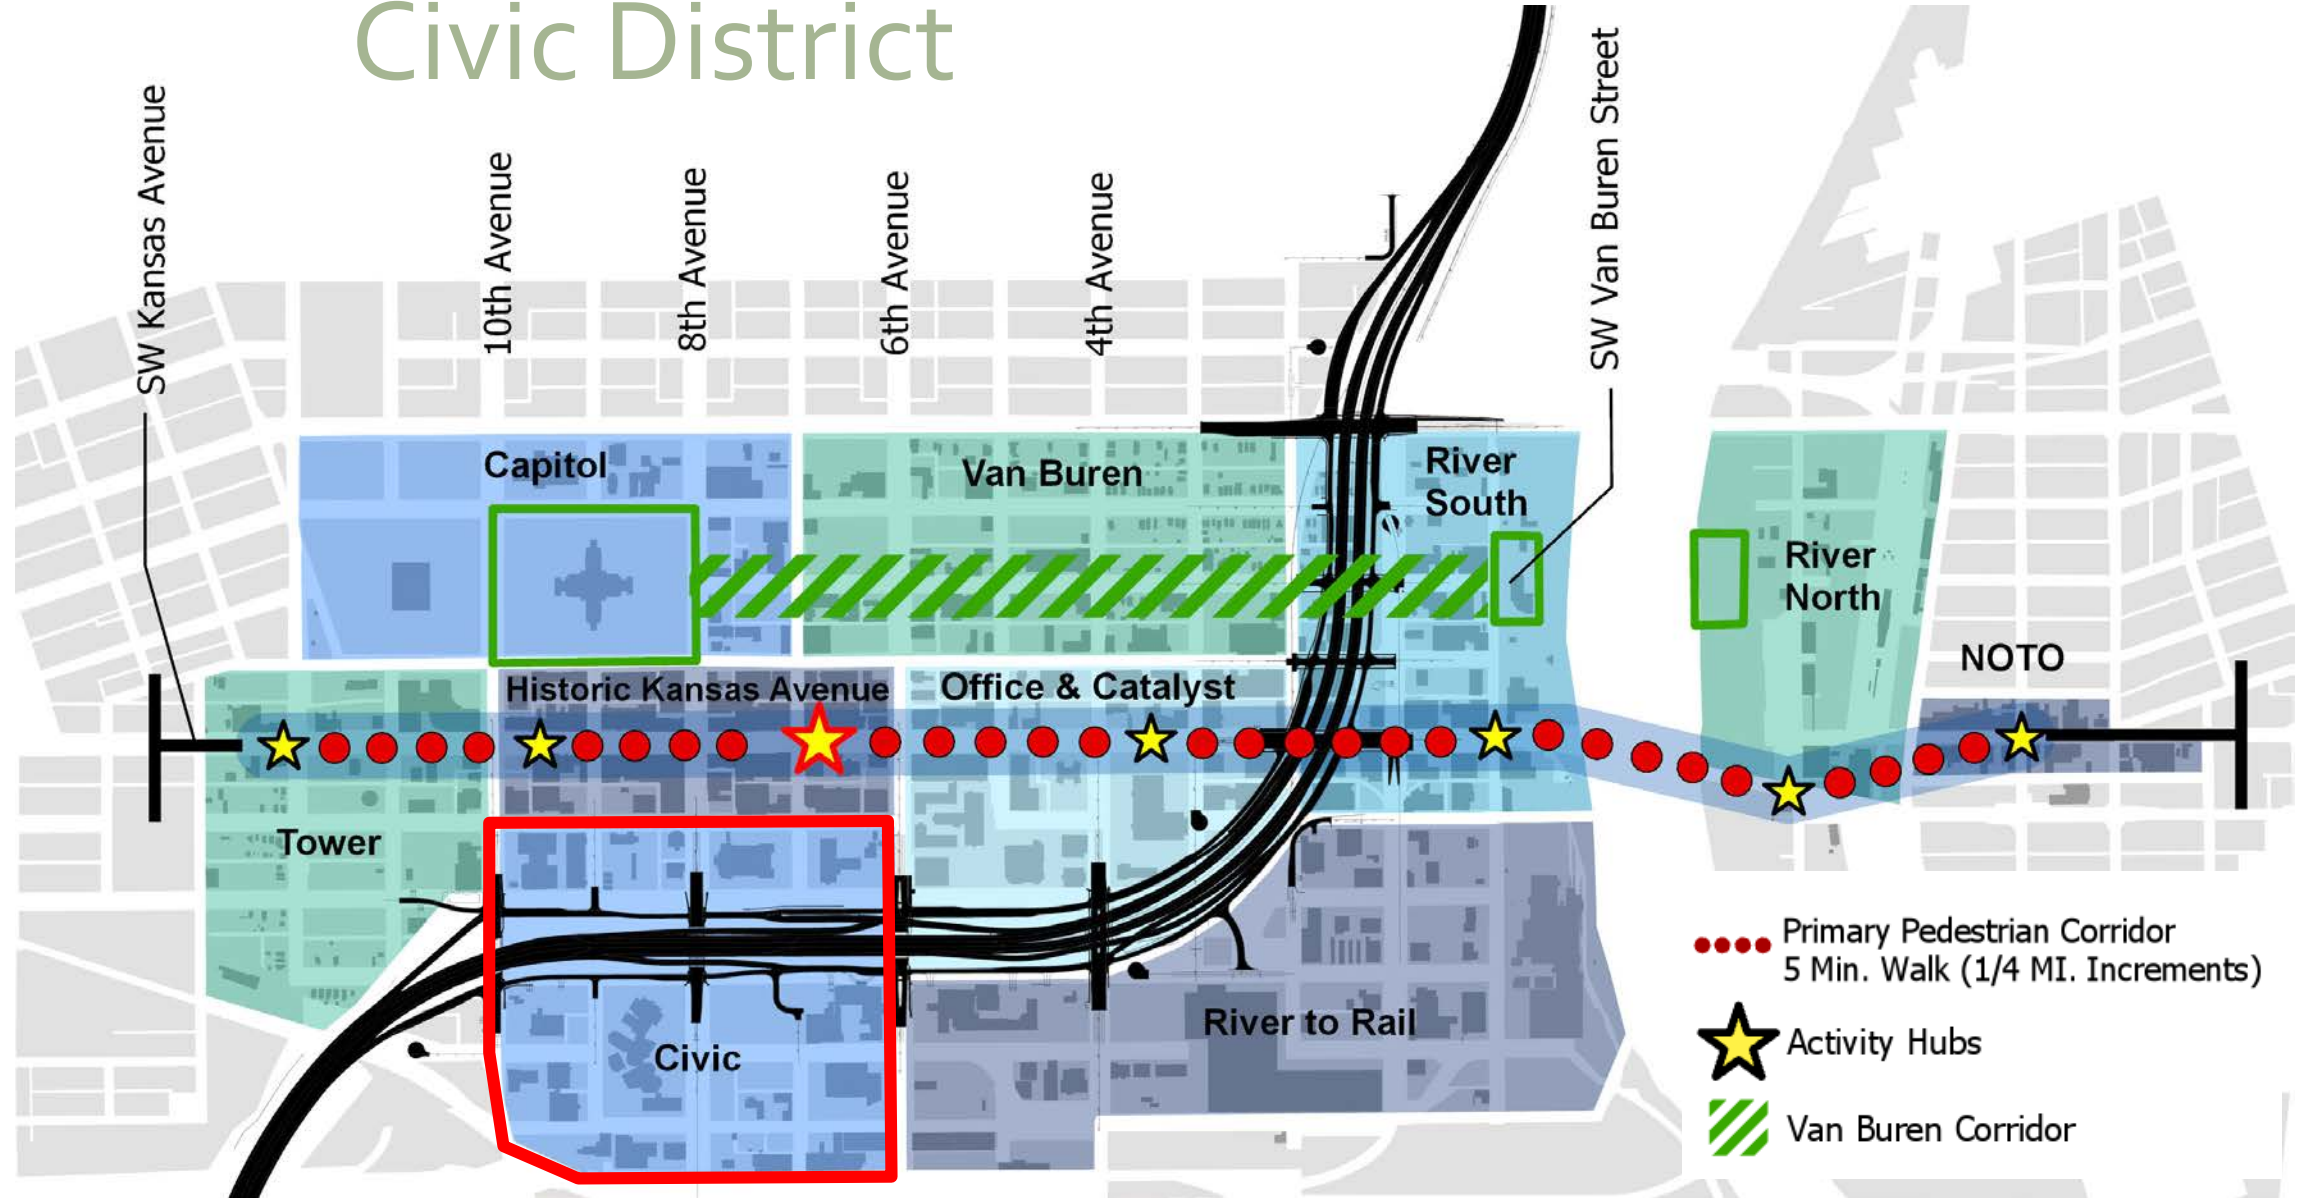 Civic District
SW Kansas Avenue
10th Avenue
8th Avenue
6th Avenue
4th Avenue
SW Van Buren Street
Capitol
Van Buren
River
South
River
North
NOTO
Historic Kansas Avenue
Office & Catalyst
Tower
Civic
River to Rail
Primary Pedestrian Corridor
5 Min. Walk (1/4 MI. Increments)
Activity Hubs
Van Buren Corridor